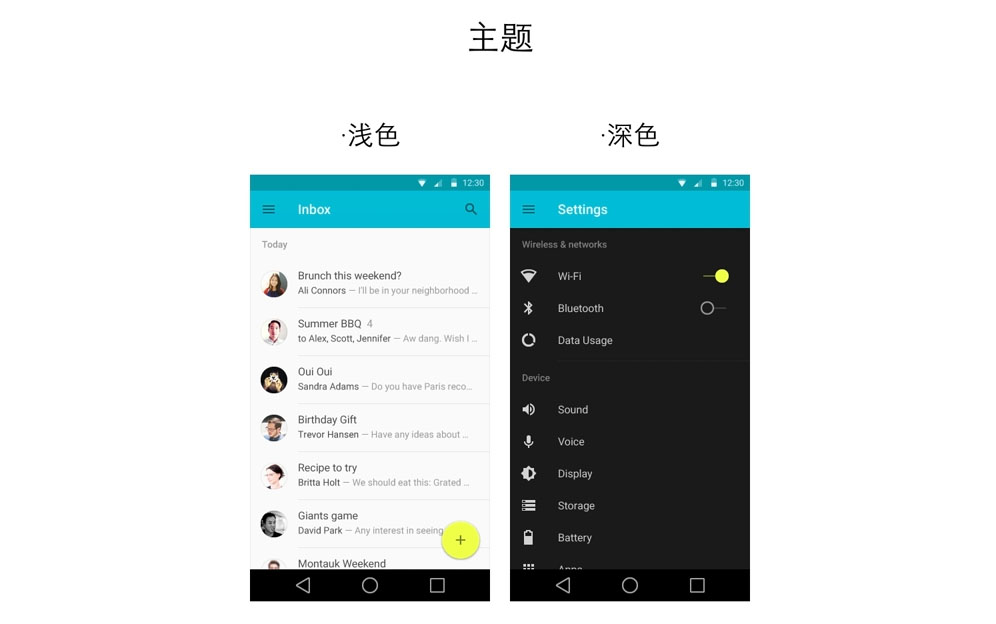 主题
·浅色
·深色
12:30
Inbox
Today
Brunch this weekend?
Ali Connors — I'll be in your neighborhood ...
Summer BBQ 4
to Alex, Scott, Jennifer — Aw dang. Wish I ...
Oui Oui
Sandra Adams — Do you have Paris reco...
Birthday Gift
Trevor Hansen — Have any ideas about ...
Recipe to try
Britta Holt — We should eat this: Grated ...
Giants game
David Park — Any interest in seeing
Montauk Weekend
12:30
Settings
Wireless & networks
Wi-Fi
Bluetooth
Data Usage
Device
Sound
Voice
Display
Storage
Battery
Apps